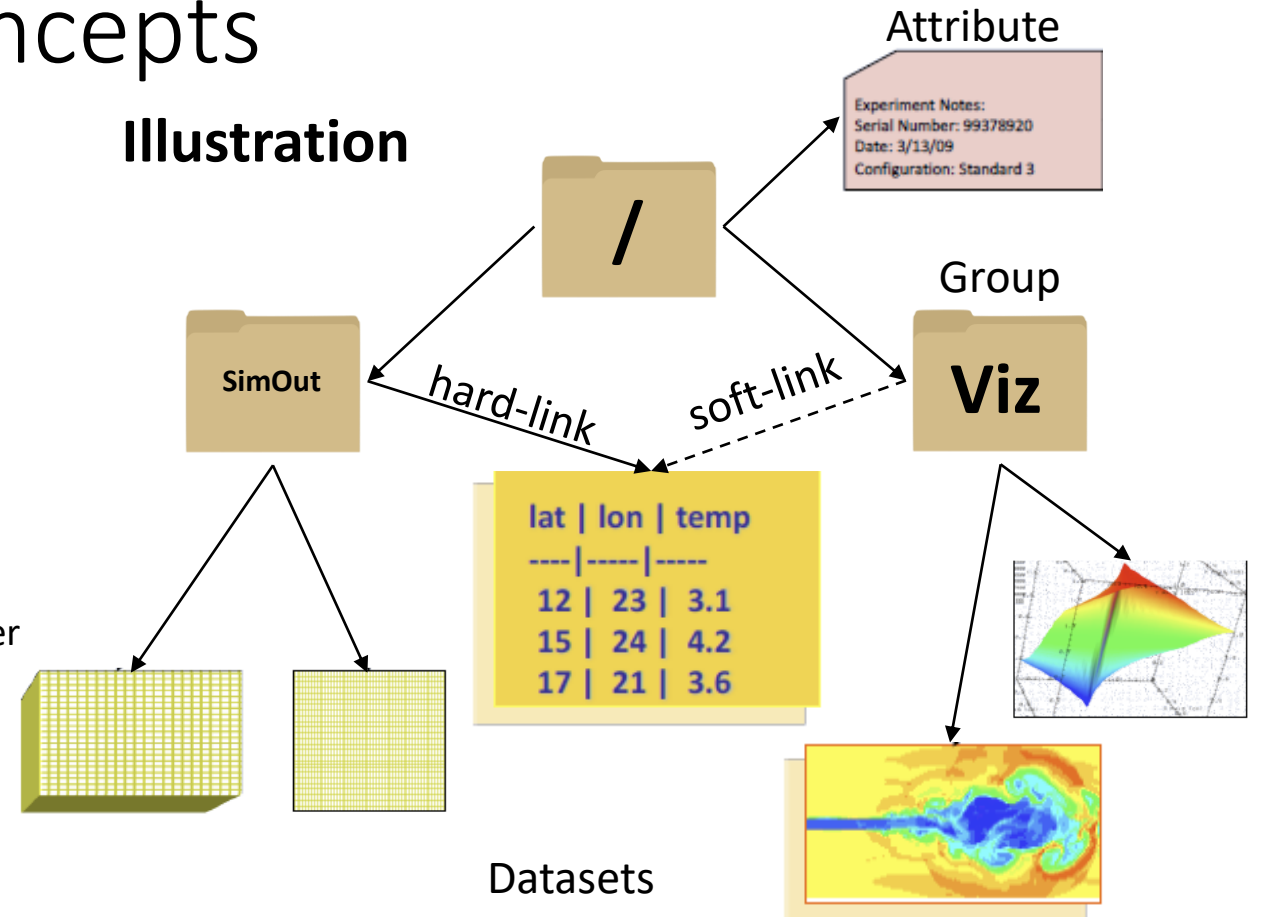 ncepts
Attribute
Illustration
Experiment Notes:
Serial Number: 99378920
Date: 3/13/09
Configuration: Standard 3
/
Group
SimOut
hard-link
soft-link
Viz
lat | lon | temp
----|-----|-----
12 | 23 | 3.1
15 | 24 | 4.2
17 | 21 | 3.6
er
Datasets